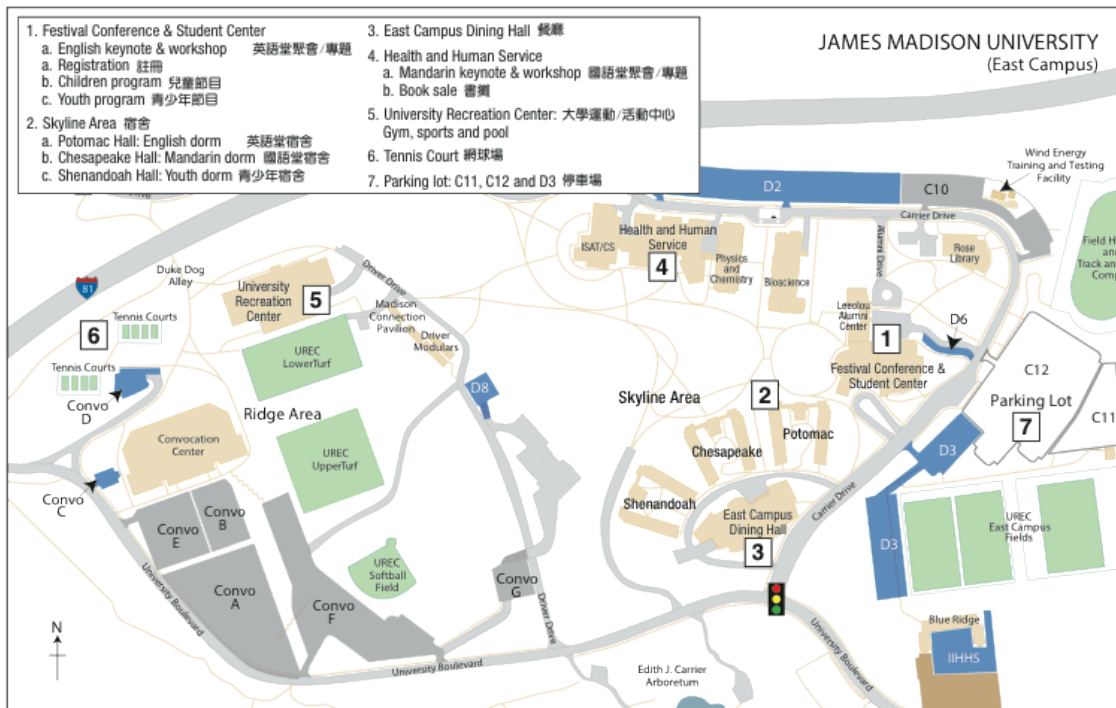 1. Festival Conference & Student Center
a. English keynote & workshop 英語堂聚會/專題
a. Registration 註冊
b. Children program 兒童節目
c. Youth program 青少年節目
2. Skyline Area 宿舍
a. Potomac Hall: English dorm 英語堂宿舍
b. Chesapeake Hall: Mandarin dorm 國語堂宿舍
c. Shenandoah Hall: Youth dorm 青少年宿舍
3. East Campus Dining Hall 餐廳
4. Health and Human Service
a. Mandarin keynote & workshop 國語堂聚會/專題
b. Book sale 書攤
5. University Recreation Center: 大學運動/活動中心
Gym, sports and pool
6. Tennis Court 網球場
7. Parking lot: C11, C12 and D3 停車場
JAMES MADISON UNIVERSITY
(East Campus)
Wind Energy
Training and Testing
Facility
D2
C10
Carrier Drive
ISAT/CS
Health and Human
Service
4
Physics
and
Chemistry
Bioscience
Alumni Drive
Rose
Library
Field H
an
Track an
Comp
81
Duke Dog
Alley
University
Recreation
Center
5
Driver Drive
Madison
Connection
Pavilion
Driver
Modulars
Leeolou
Alumni
Center
D6
1
Festival Conference &
Student Center
6
Tennis Courts
Tennis Courts
Convo
D
UREC
LowerTurf
D8
Ridge Area
Skyline Area
2
C12
Parking Lot
7
C11
Convocation
Center
UREC
UpperTurf
Chesapeake
Potomac
Shenandoah
D3
Carrier Drive
Convo
C
Convo
E
Convo
B
Convo
A
Convo
F
UREC
Softball
Field
Convo
G
East Campus
Dining Hall
3
D3
UREC
East Campus
Fields
University Boulevard
Driver Drive
University Boulevard
University Boulevard
Blue Ridge
IIHHS
N
Edith J. Carrier
Arboretum